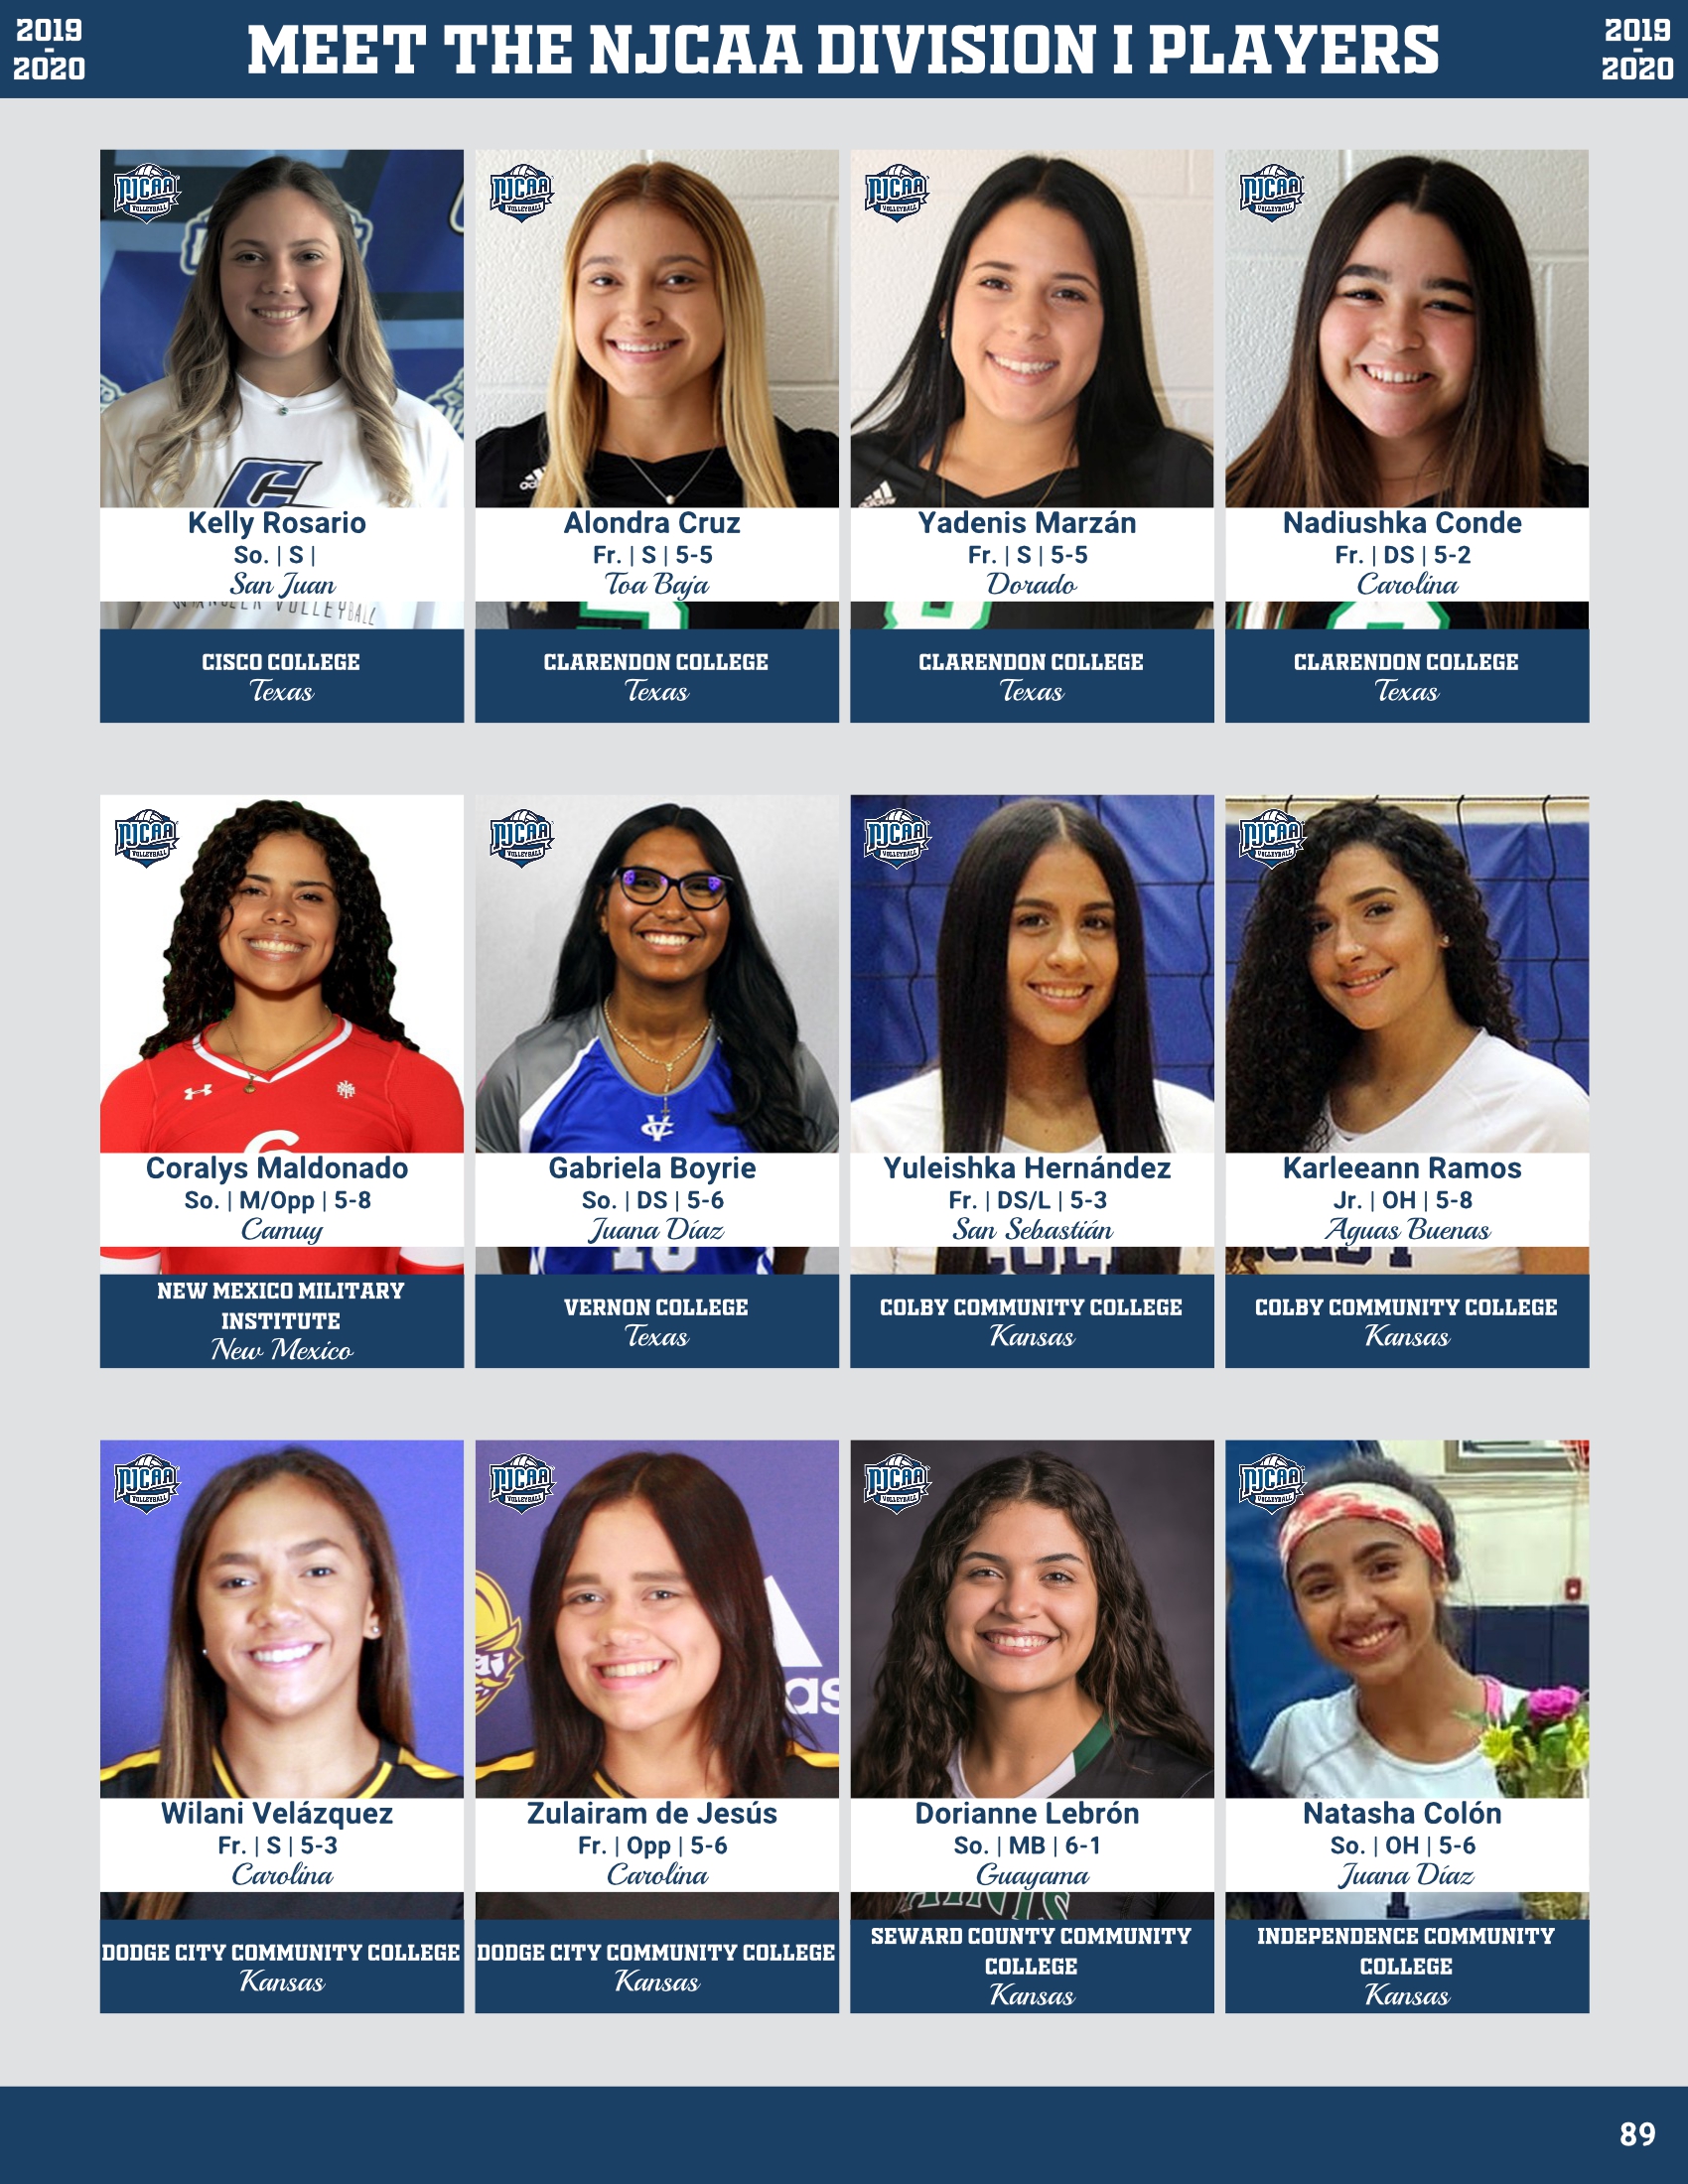 2019
-
2020
MEET THE NJCAA DIVISION I PLAYERS
2019
-
2020
NJCAA
VOLLEYBALL
Kelly Rosario
So. | S |
San Juan
WRANGLER VOLLEYBALL
CISCO COLLEGE
Texas
NJCAA
VOLLEYBALL
adidas
Alondra Cruz
Fr. | S | 5-5
Toa Baja
CLARENDON COLLEGE
Texas
NJCAA
VOLLEYBALL
adidas
Yadenis Marzán
Fr. | S | 5-5
Dorado
CLARENDON COLLEGE
Texas
NJCAA
VOLLEYBALL
Nadiushka Conde
Fr. | DS | 5-2
Carolina
CLARENDON COLLEGE
Texas
NJCAA
VOLLEYBALL
Coralys Maldonado
So. | M/Opp | 5-8
Camuy
NEW MEXICO MILITARY
INSTITUTE
New Mexico
NJCAA
VOLLEYBALL
VC
Gabriela Boyrie
So. | DS | 5-6
Juana Díaz
VERNON COLLEGE
Texas
NJCAA
VOLLEYBALL
Yuleishka Hernández
Fr. | DS/L | 5-3
San Sebastián
COLBY COMMUNITY COLLEGE
Kansas
NJCAA
VOLLEYBALL
Karleeann Ramos
Jr. | OH | 5-8
Aguas Buenas
COLBY COMMUNITY COLLEGE
Kansas
NJCAA
VOLLEYBALL
Wilani Velázquez
Fr. | S | 5-3
Carolina
DODGE CITY COMMUNITY COLLEGE
Kansas
NJCAA
VOLLEYBALL
as
Zulairam de Jesús
Fr. | Opp | 5-6
Carolina
DODGE CITY COMMUNITY COLLEGE
Kansas
NJCAA
VOLLEYBALL
Dorianne Lebrón
So. | MB | 6-1
Guayama
AINTS
SEWARD COUNTY COMMUNITY
COLLEGE
Kansas
NJCAA
VOLLEYBALL
Natasha Colón
So. | OH | 5-6
Juana Díaz
INDEPENDENCE COMMUNITY
COLLEGE
Kansas
89